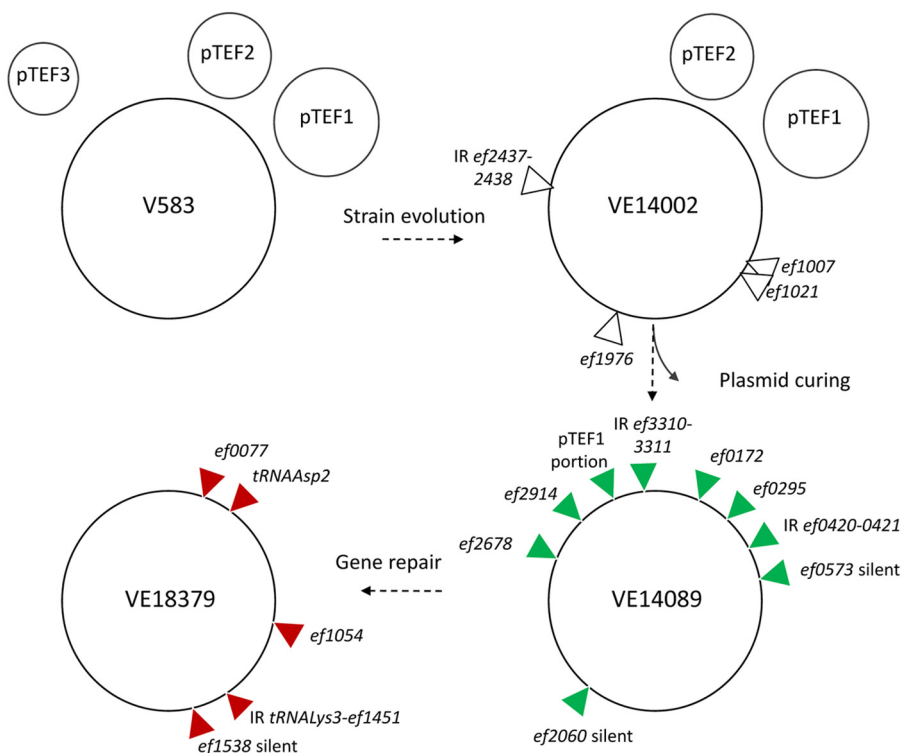 pTEF3
pTEF2
pTEF1
V583
Strain evolution
pTEF2
pTEF1
IR ef2437-
2438
VE14002
ef1007
ef1021
ef1976
Plasmid curing
IR ef3310-
3311
pTEF1
portion
ef0172
ef0295
IR ef0420-0421
ef0573 silent
ef2914
ef2678
VE14089
ef2060 silent
Gene repair
ef0077
tRNAAsp2
VE18379
ef1054
IR tRNALys3-ef1451
ef1538 silent